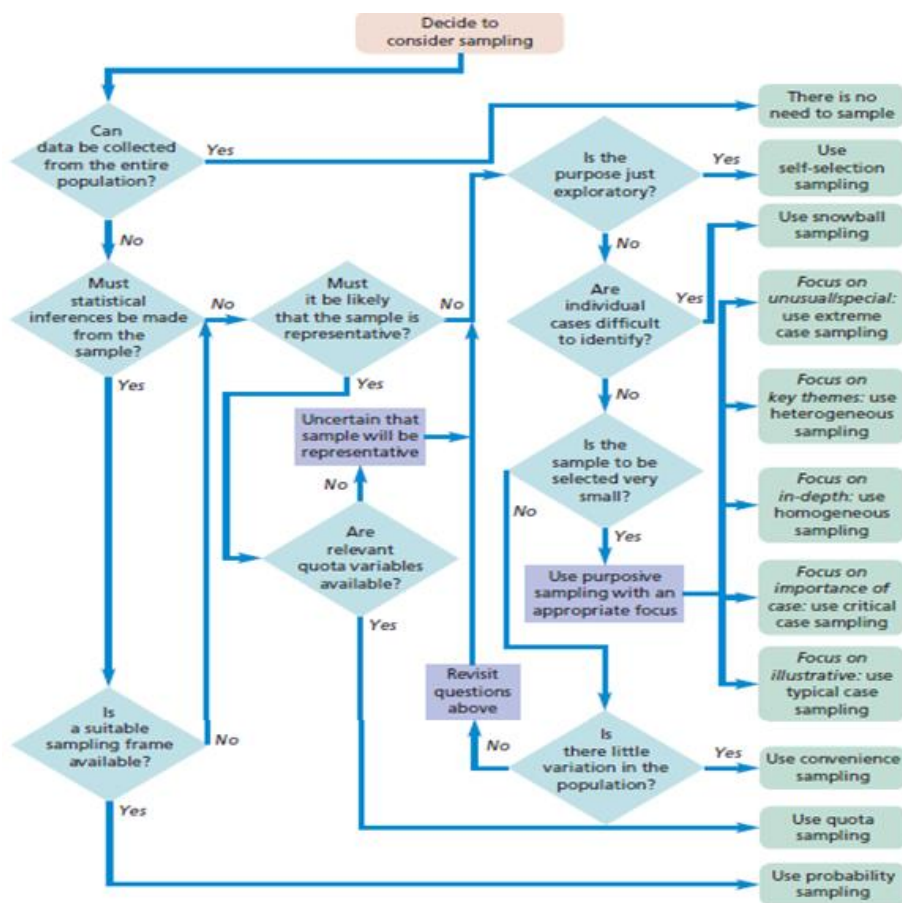 Decide to
consider sampling
There is no
need to sample
Can
data be collected
from the entire
population?
Yes
No
Is the
purpose just
exploratory?
Yes
No
Use
self-selection
sampling
Use snowball
sampling
Must
statistical
inferences be made
from the
sample?
No
Yes
Must
it be likely
that the sample is
representative?
No
Yes
Are
individual
cases difficult
to identify?
Yes
No
Focus on
unusual/special: use
use extreme
case sampling
Uncertain that
sample will be
representative
No
Focus on
key themes: use
heterogeneous
sampling
Is the
sample to be
selected very
small?
No
Yes
Focus on
in-depth: use
homogeneous
sampling
Are
relevant
quota variables
available?
Yes
Use purposive
sampling with an
appropriate focus
Focus on
importance of
case: use critical
case sampling
Revisit
questions
above
No
Focus on
illustrative: use
typical case
sampling
Is
a suitable
sampling frame
available?
No
Yes
Is
there little
variation in the
population?
Yes
Use convenience
sampling
Use quota
sampling
Use probability
sampling